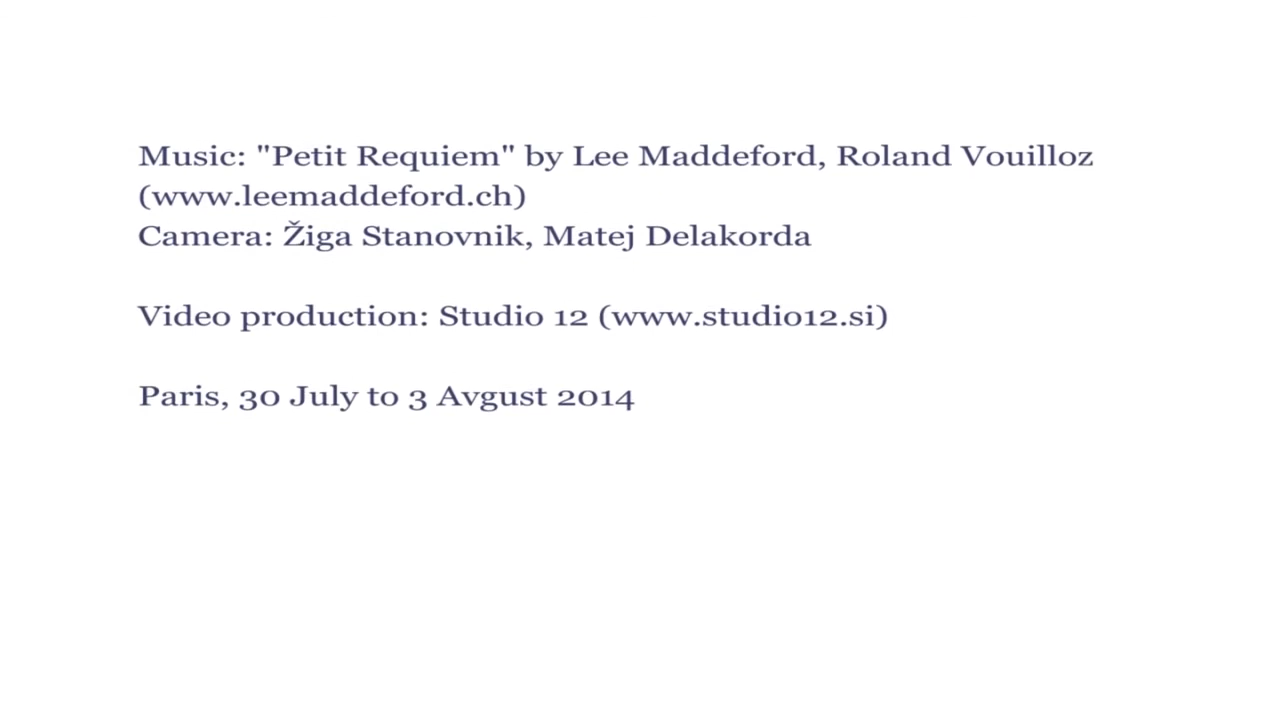 Music: "Petit Requiem" by Lee Maddeford, Roland Vouilloz
(www.leemaddeford.ch)
Camera: Žiga Stanovnik, Matej Delakorda
Video production: Studio 12 (www.studio12.si)
Paris, 30 July to 3 Avgust 2014